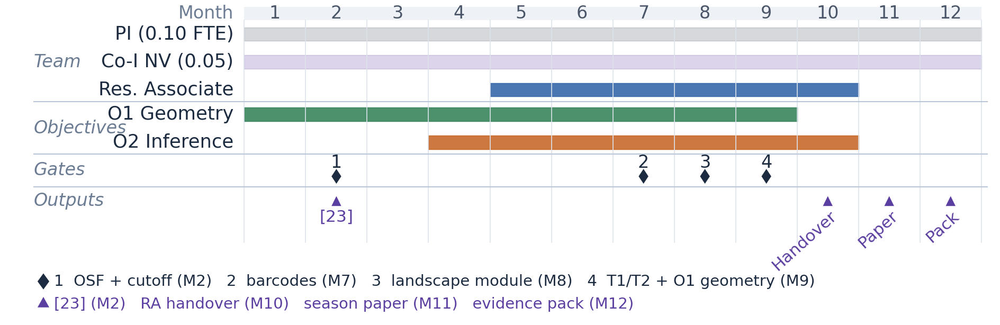 Month 1 2 3 4 5 6 7 8 9 10 11 12
PI (0.10 FTE)
Team Co-I NV (0.05)
Res. Associate
O1 Geometry
Objectives
O2 Inference
Gates 1 2 3 4
Outputs
[23] Handover Paper Pack
1 OSF + cutoff (M2) 2 barcodes (M7) 3 landscape module (M8) 4 T1/T2 + O1 geometry (M9)
[23] (M2) RA handover (M10) season paper (M11) evidence pack (M12)